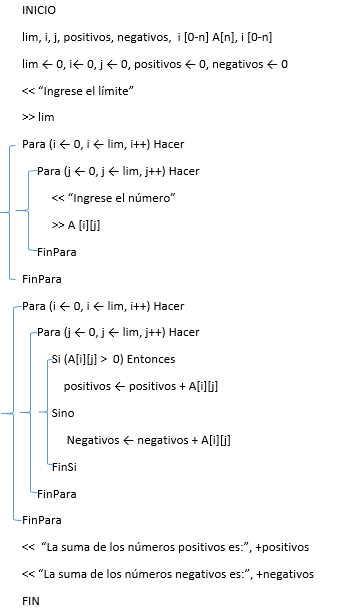 INICIO
lim, i, j, positivos, negativos,  i [0-n] A[n], i [0-n]
lim ← 0, i← 0, j ← 0, positivos ← 0, negativos ← 0
<< “Ingrese el límite”
>> lim
Para (i ← 0, i ← lim, i++) Hacer
Para (j ← 0, j ← lim, j++) Hacer
<< “Ingrese el número”
>> A [i][j]
FinPara
FinPara
Para (i ← 0, i ← lim, i++) Hacer
Para (j ← 0, j ← lim, j++) Hacer
Si (A[i][j] >  0) Entonces
positivos ← positivos + A[i][j]
Sino
Negativos ← negativos + A[i][j]
FinSi
FinPara
FinPara
<<  “La suma de los números positivos es:”, +positivos
<< “La suma de los números negativos es:”, +negativos
FIN